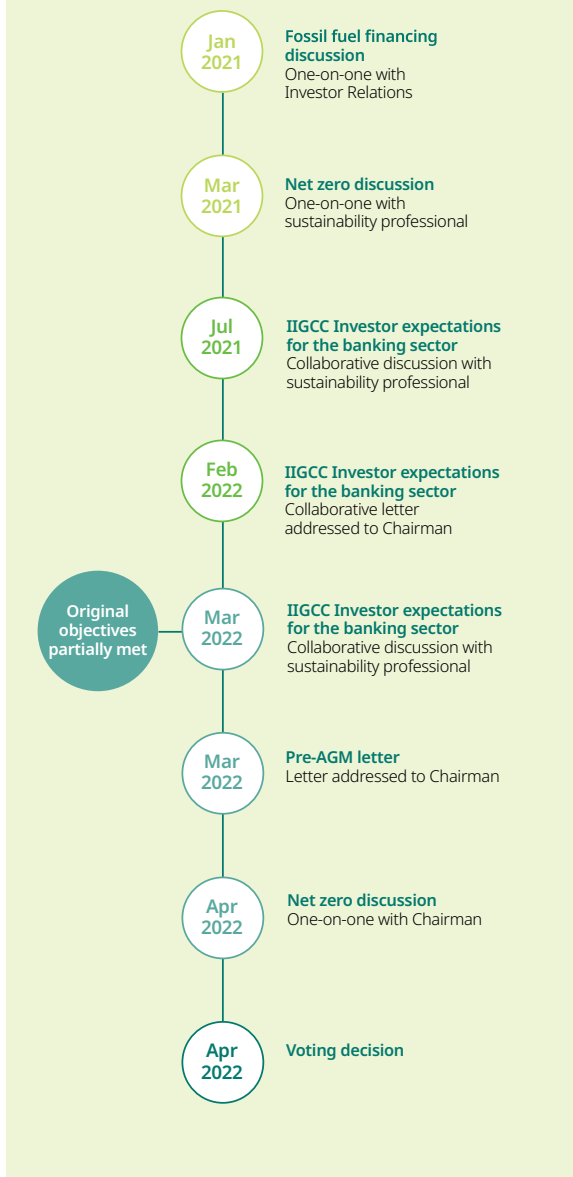 Jan
2021
Fossil fuel financing
discussion
One-on-one with
Investor Relations
Mar
2021
Net zero discussion
One-on-one with
sustainability professional
Jul
2021
IIGCC Investor expectations
for the banking sector
Collaborative discussion with
sustainability professional
Feb
2022
IIGCC Investor expectations
for the banking sector
Collaborative letter
addressed to Chairman
Original
objectives
partially met
Mar
2022
IIGCC Investor expectations
for the banking sector
Collaborative discussion with
sustainability professional
Mar
2022
Pre-AGM letter
Letter addressed to Chairman
Apr
2022
Net zero discussion
One-on-one with Chairman
Apr
2022
Voting decision